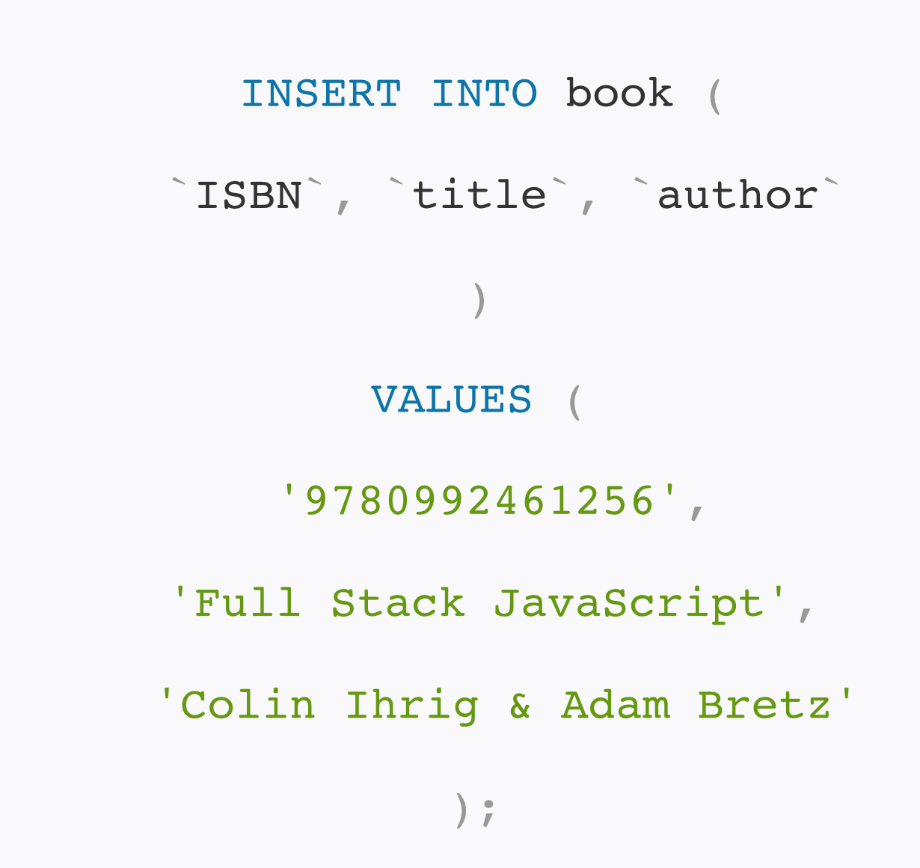 INSERT INTO book (
`ISBN`, `title`, `author`
)
VALUES (
'9780992461256',
'Full Stack JavaScript',
'Colin Ihrig & Adam Bretz'
);